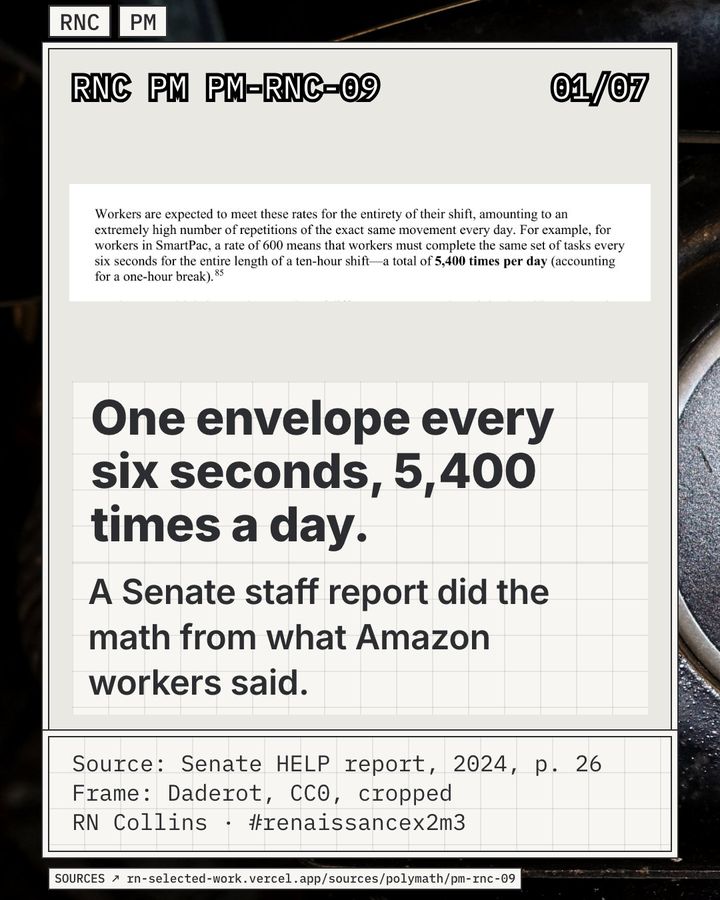 RNC PM
RNC PM PM-RNC-09 01/07
Workers are expected to meet these rates for the entirety of their shift, amounting to an
extremely high number of repetitions of the exact same movement every day. For example, for
workers in SmartPac, a rate of 600 means that workers must complete the same set of tasks every
six seconds for the entire length of a ten-hour shift—a total of 5,400 times per day (accounting
for a one-hour break).85
One envelope every
six seconds, 5,400
times a day.
A Senate staff report did the
math from what Amazon
workers said.
Source: Senate HELP report, 2024, p. 26
Frame: Daderot, CC0, cropped
RN Collins · #renaissancex2m3
SOURCES ↗ rn-selected-work.vercel.app/sources/polymath/pm-rnc-09